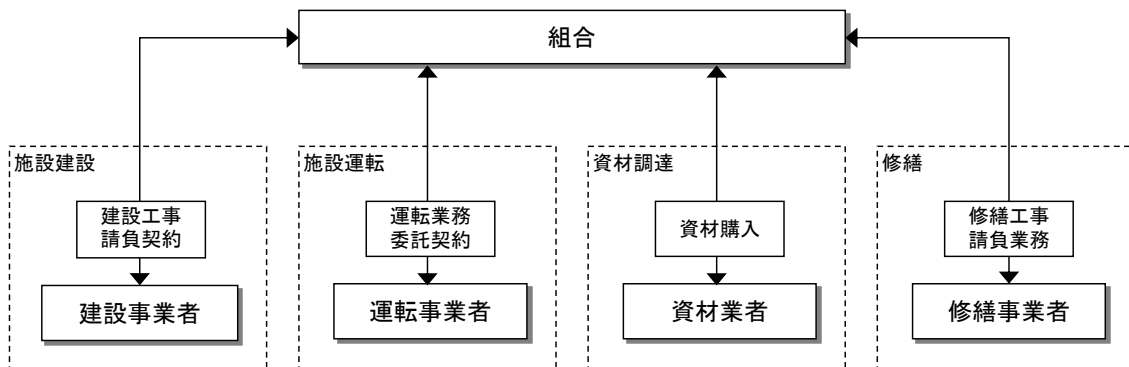 組合
施設建設
建設工事
請負契約
建設事業者
施設運転
運転業務
委託契約
運転事業者
資材調達
資材購入
資材業者
修繕
修繕工事
請負業務
修繕事業者